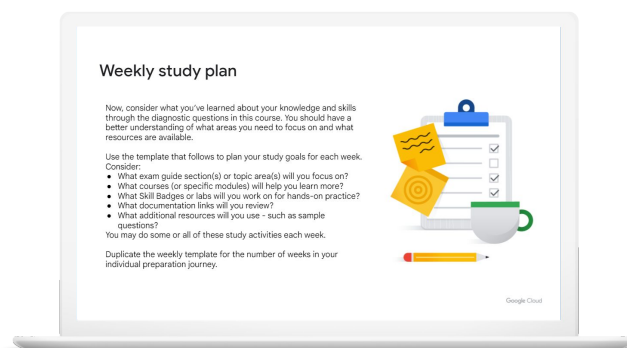 Weekly study plan
Now, consider what you've learned about your knowledge and skills
through the diagnostic questions in this course. You should have a
better understanding of what areas you need to focus on and what
resources are available.
Use the template that follows to plan your study goals for each week.
Consider:
● What exam guide section(s) or topic area(s) will you focus on?
● What courses (or specific modules) will help you learn more?
● What Skill Badges or labs will you work on for hands-on practice?
● What documentation links will you review?
● What additional resources will you use - such as sample
questions?
You may do some or all of these study activities each week.
Duplicate the weekly template for the number of weeks in your
individual preparation journey.
Google Cloud